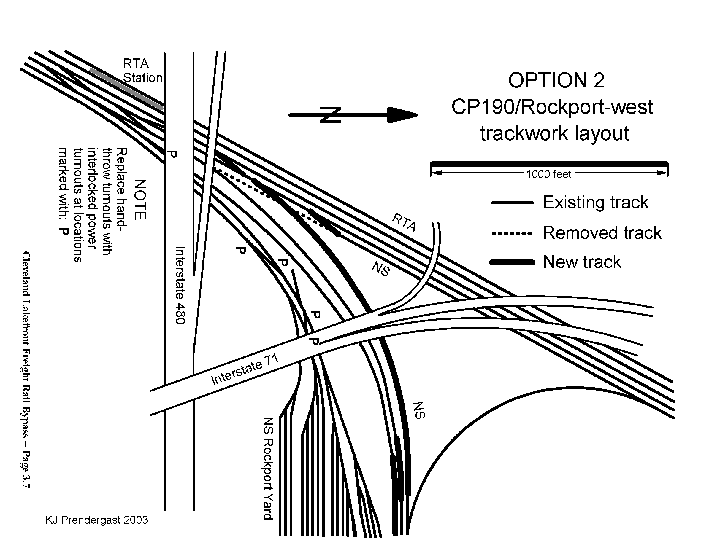 RTA
Station
OPTION 2
CP190/Rockport-west
trackwork layout
N
1000 feet
Existing track
Removed track
New track
NOTE
Replace hand-
throw turnouts with
interlocked power
turnouts at locations
marked with: P
P
RTA
NS
P
P
P
P
Interstate 480
Interstate 71
NS
NS Rockport Yard
Cleveland Lakefront Freight Rail Bypass – Page 3.7
KJ Prendergast 2003